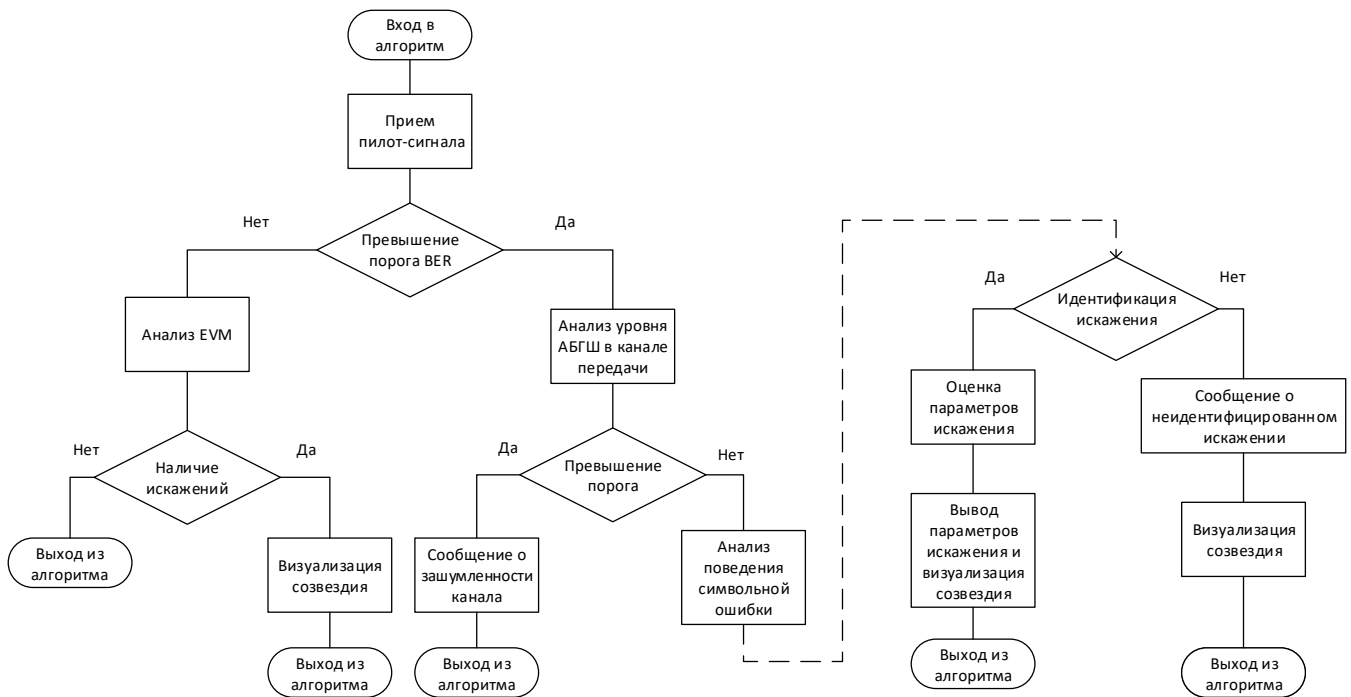 Вход в
алгоритм
Прием
пилот-сигнала
Нет
Да
Превышение
порога BER
Анализ EVM
Анализ уровня
АБГШ в канале
передачи
Нет
Да
Наличие
искажений
Да
Нет
Превышение
порога
Выход из
алгоритма
Визуализация
созвездия
Выход из
алгоритма
Сообщение о
зашумленности
канала
Выход из
алгоритма
Анализ
поведения
символьной
ошибки
Да
Нет
Идентификация
искажения
Оценка
параметров
искажения
Вывод
параметров
искажения и
визуализация
созвездия
Выход из
алгоритма
Сообщение о
неидентифицированном
искажении
Визуализация
созвездия
Выход из
алгоритма